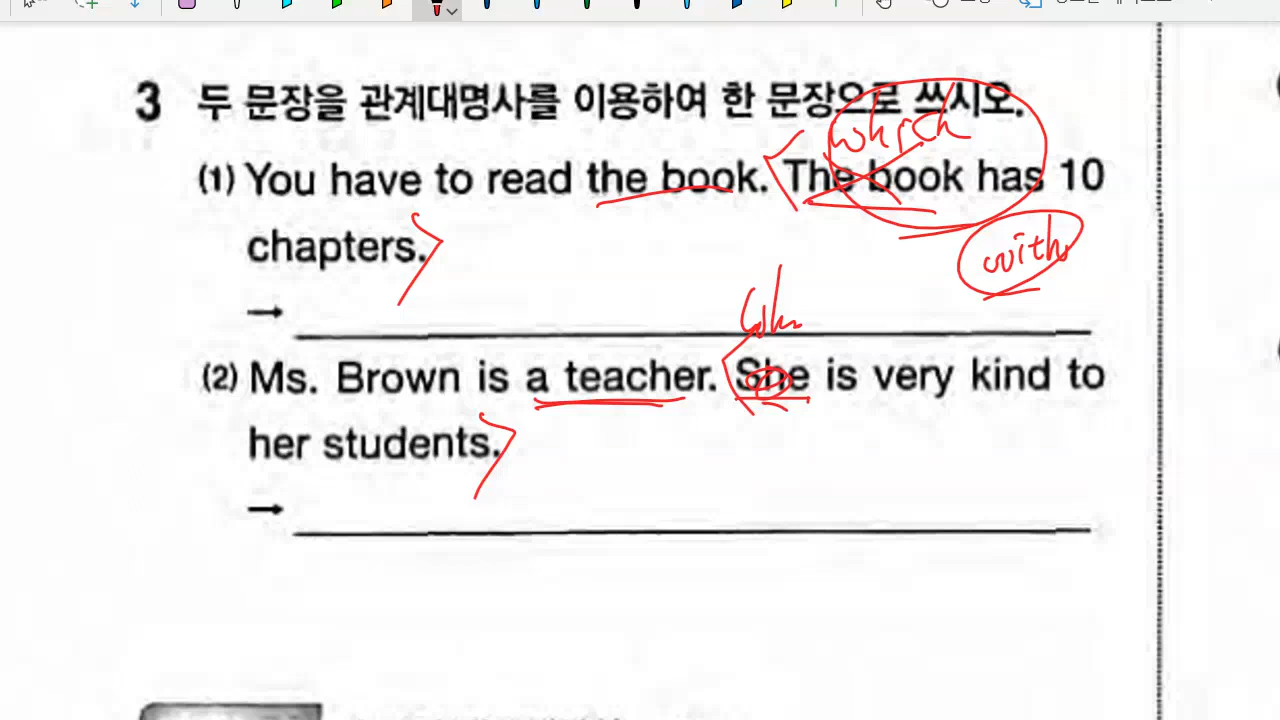 3 두 문장을 관계대명사를 이용하여 한 문장으로 쓰시오.
which
(1) You have to read the book. The book has 10
with
chapters.
→
(2) Ms. Brown is a teacher. She is very kind to
her students.
→